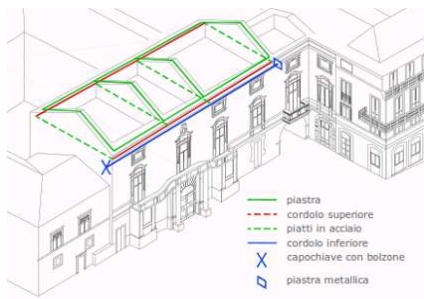 piastra
cordolo superiore
piatti in acciaio
cordolo inferiore
capochiave con bolzone
piastra metallica